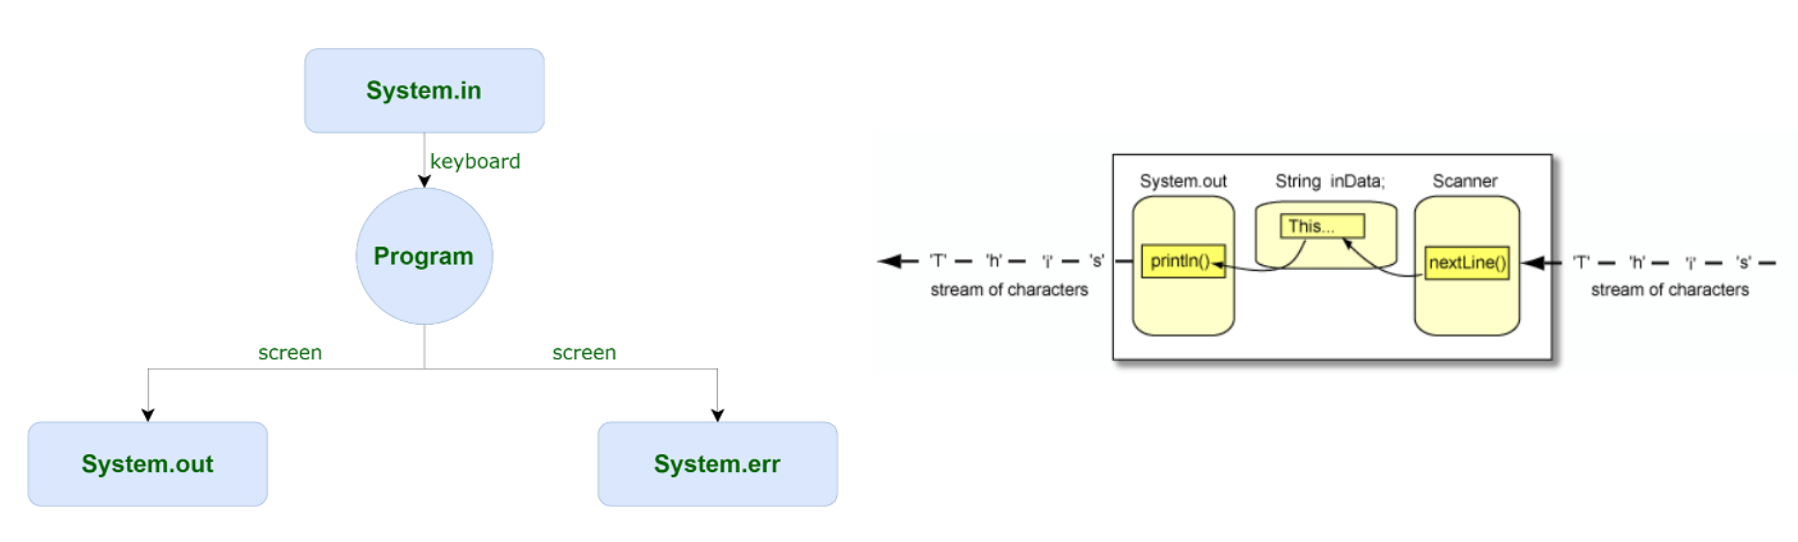 System.in
keyboard
Program
screen
screen
System.out
System.err
System.out
String inData;
Scanner
This...
println()
nextLine()
'T' 'h' 'i' 's'
stream of characters
'T' 'h' 'i' 's'
stream of characters